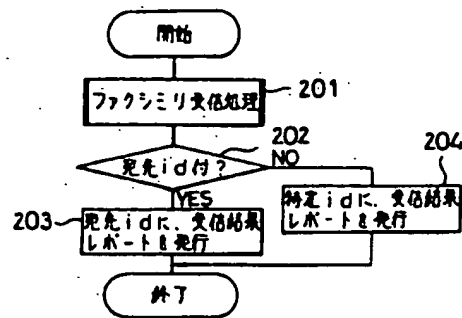 開始
ファクシミリ受信処理
201
202
宛先id付?
NO
204
YES
203
宛先idに、受信結果
レポートを発行
特定idに、受信結果
レポートを発行
終了